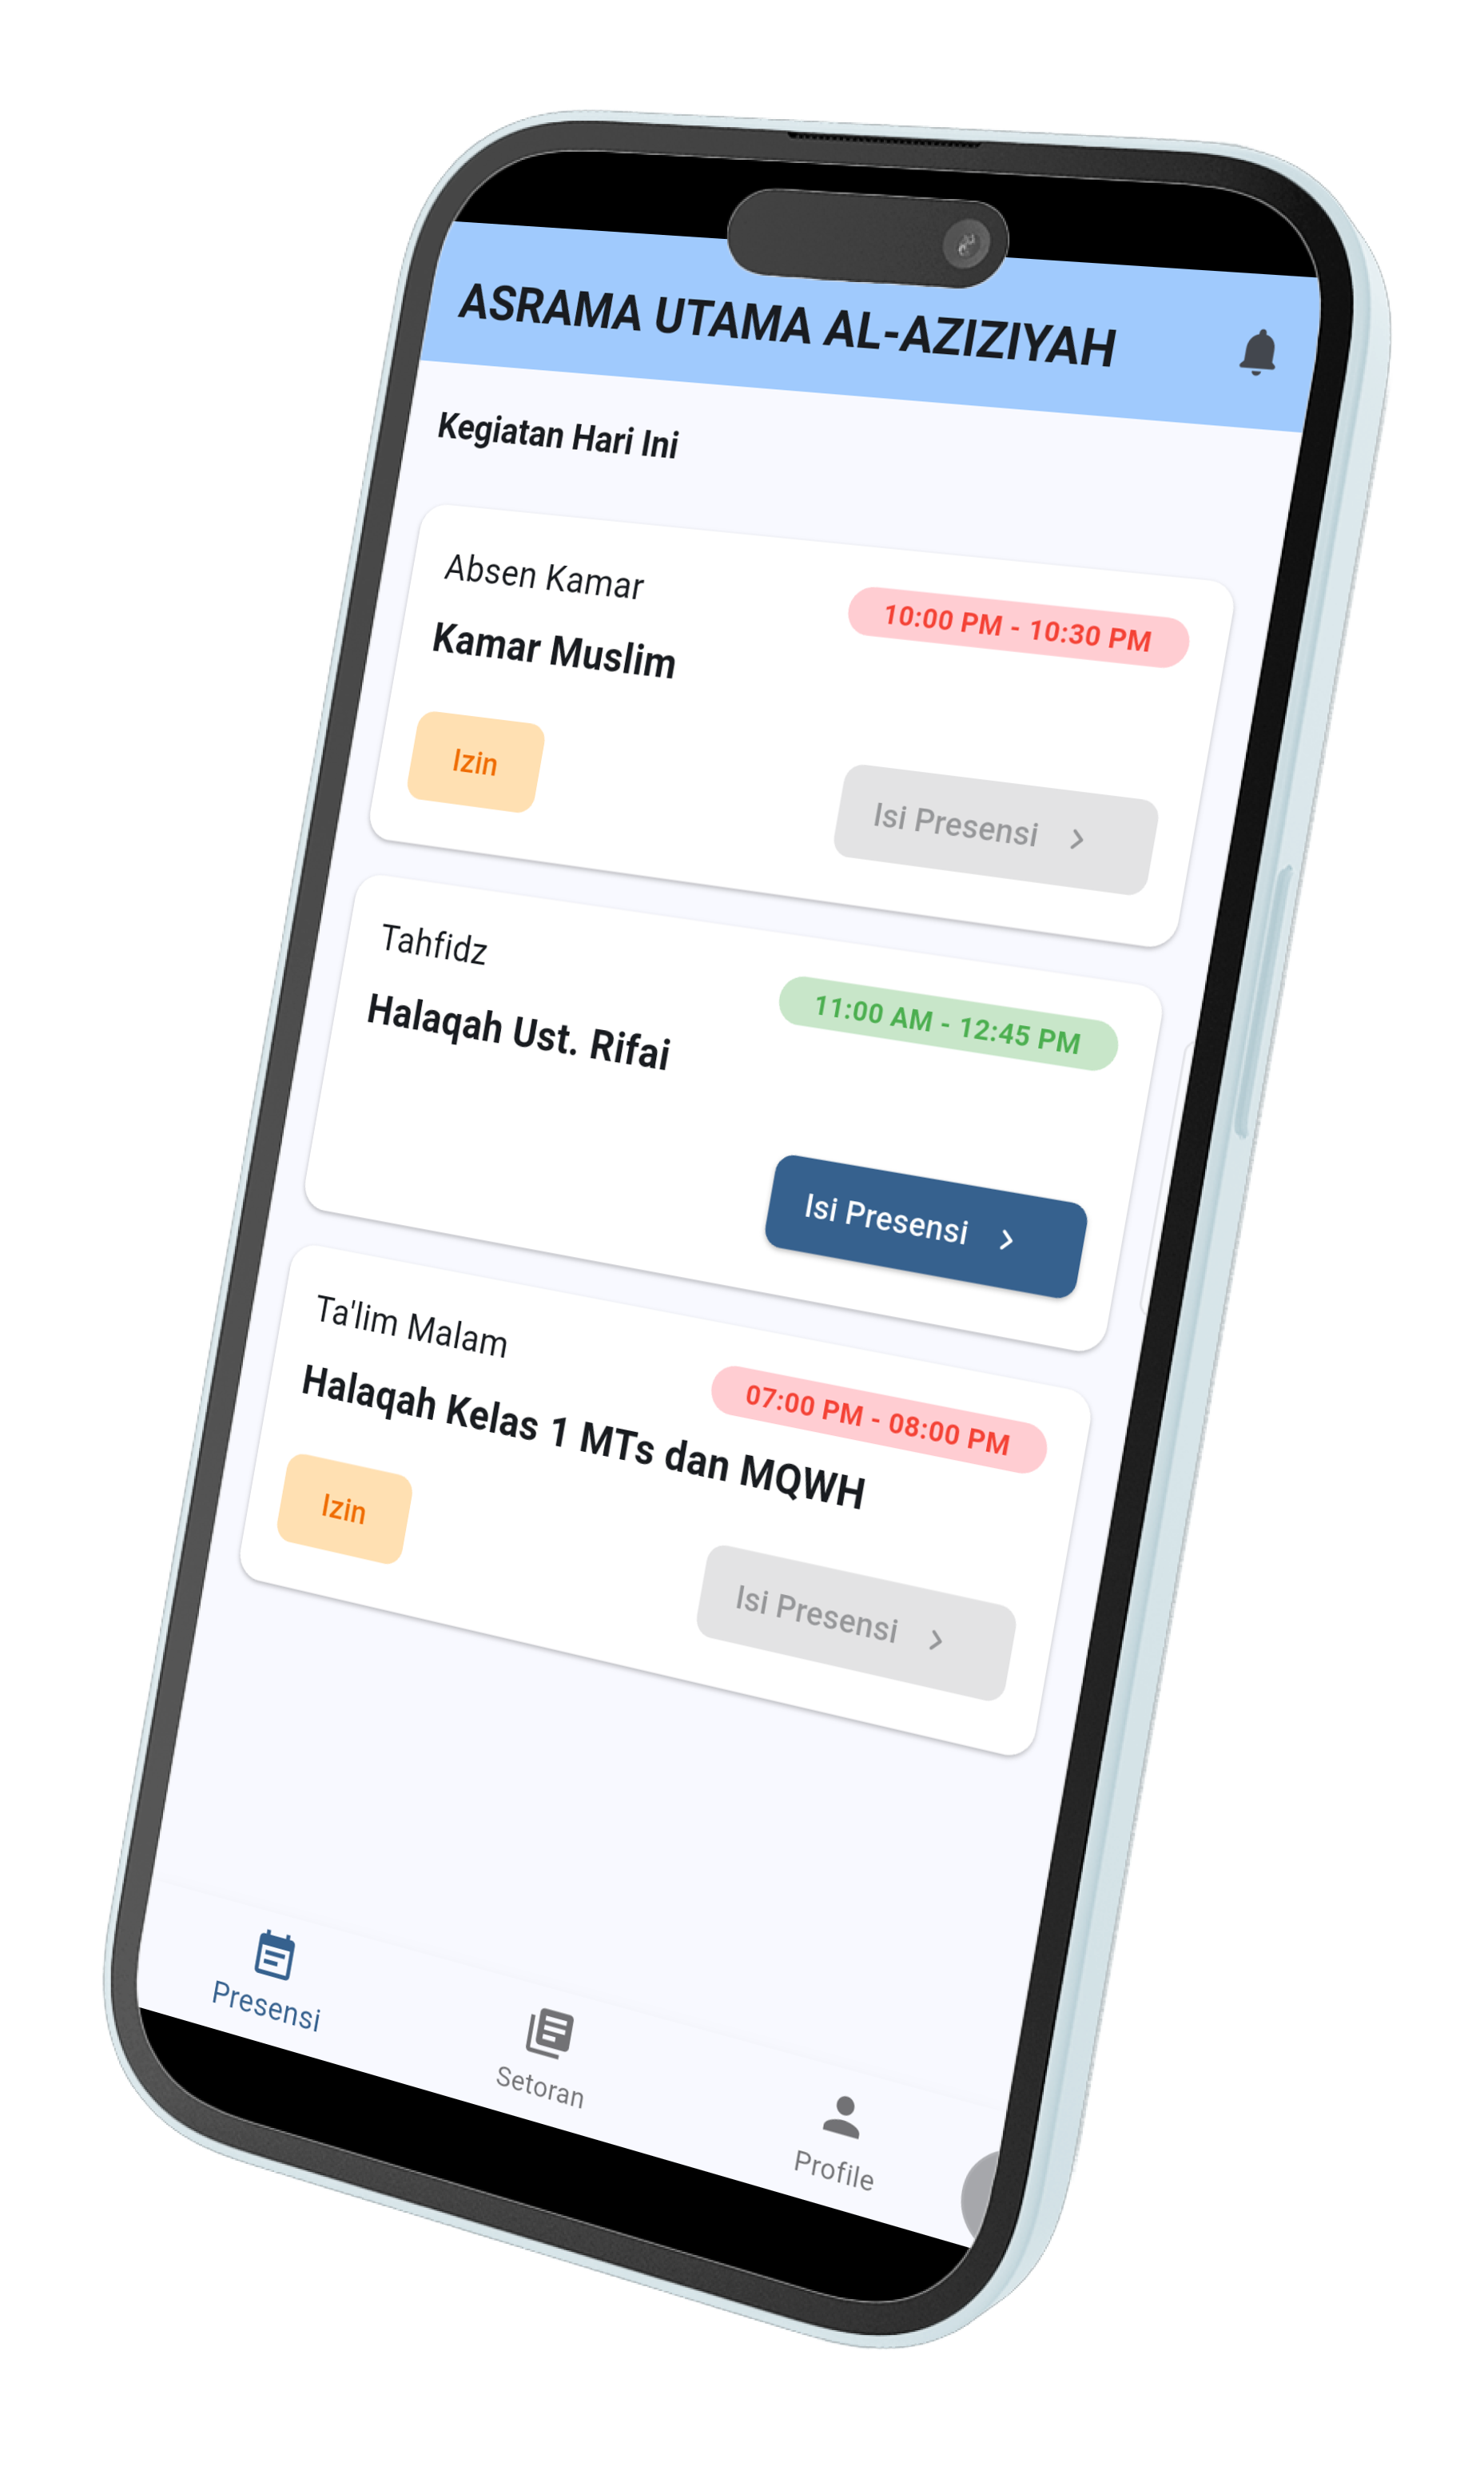 ASRAMA UTAMA AL-AZIZIYAH
Kegiatan Hari Ini
Absen Kamar
10:00 PM - 10:30 PM
Kamar Muslim
Izin
Isi Presensi
Tahfidz
11:00 AM - 12:45 PM
Halaqah Ust. Rifai
Isi Presensi
Ta'lim Malam
07:00 PM - 08:00 PM
Halaqah Kelas 1 MTs dan MQWH
Izin
Isi Presensi
Presensi
Setoran
Profile